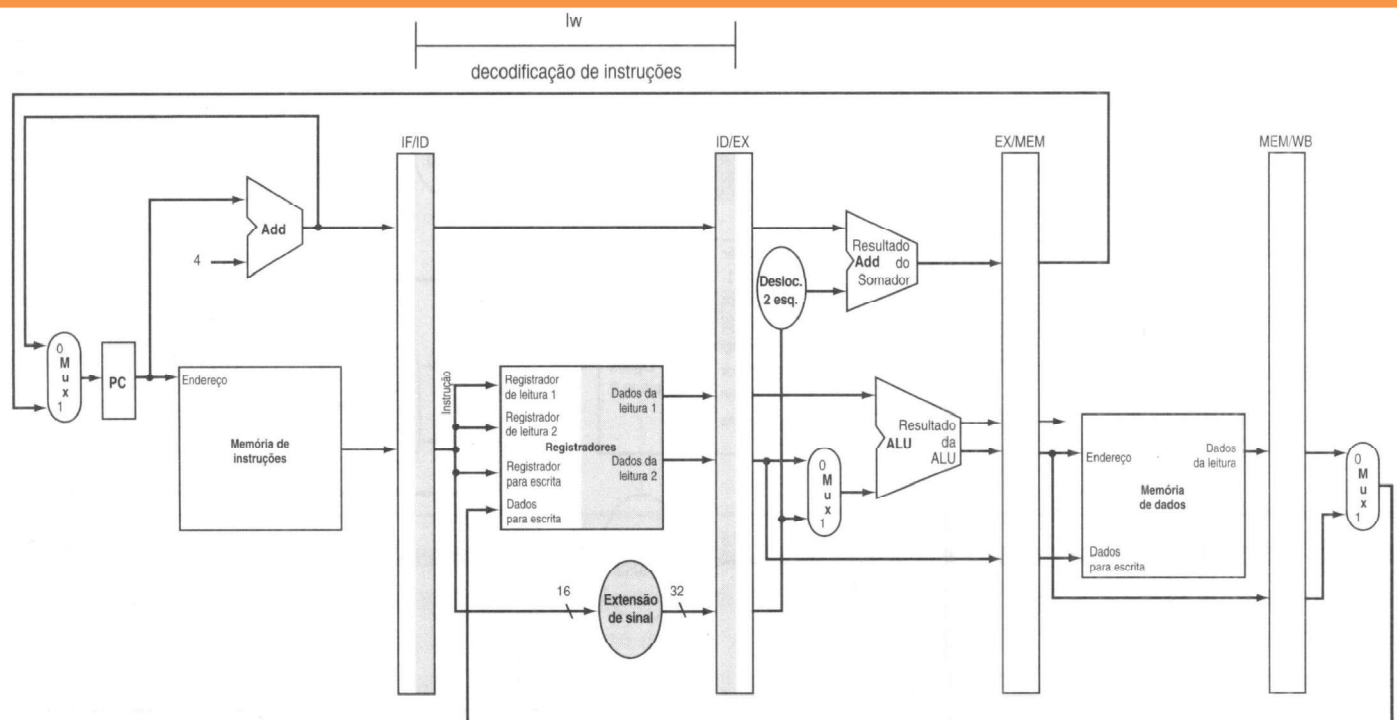 lw
decodificação de instruções
IF/ID
ID/EX
EX/MEM
MEM/WB
Add
4
0
M
u
x
1
PC
Endereço
Memória de
instruções
Instrução
Registrador
de leitura 1
Registrador
de leitura 2
Registradores
Registrador
para escrita
Dados
para escrita
Dados da
leitura 1
Dados da
leitura 2
16
Extensão
de sinal
32
Desloc.
2 esq.
Resultado
Add do
Somador
0
M
u
x
1
Resultado
ALU da
ALU
Endereço
Dados
da leitura
Memória
de dados
Dados
para escrita
0
M
u
x
1